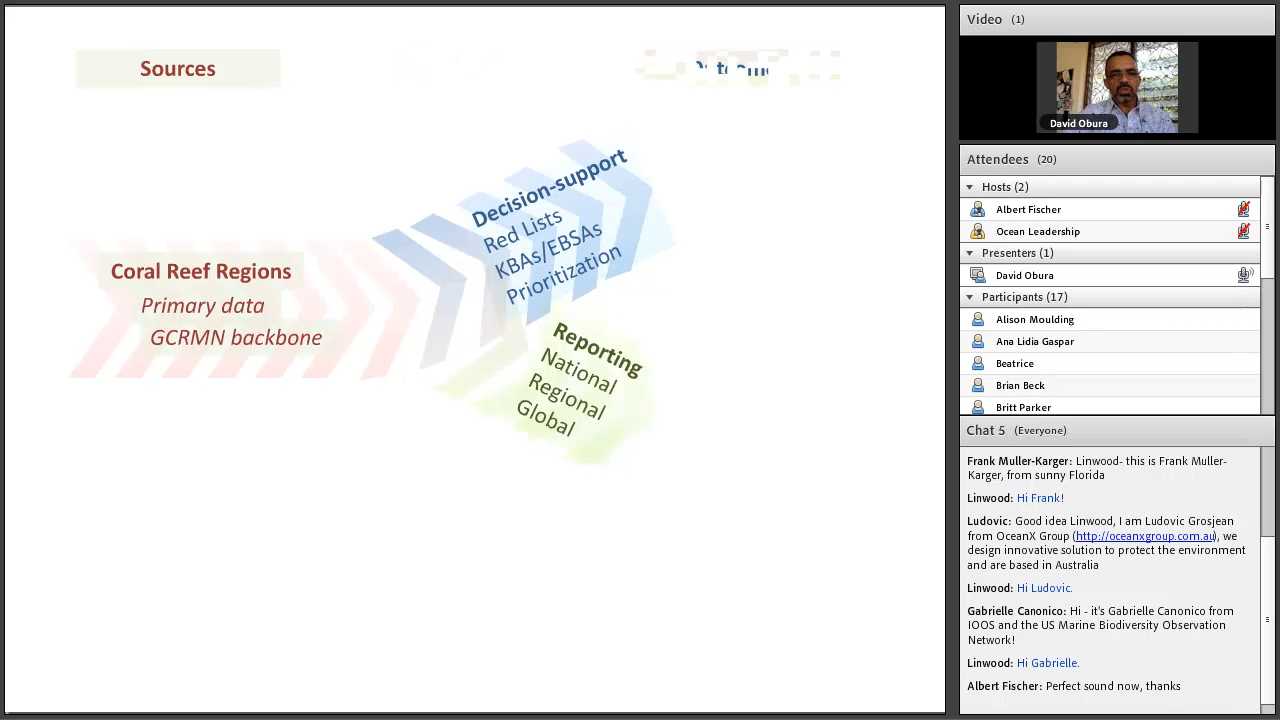 Sources
Decision-support
Red Lists
KBAs/EBSAs
Prioritization
Coral Reef Regions
Primary data
GCRMN backbone
Reporting
National
Regional
Global
Video (1)
David Obura
Attendees (20)
Hosts (2)
Albert Fischer
Ocean Leadership
Presenters (1)
David Obura
Participants (17)
Alison Moulding
Ana Lidia Gaspar
Beatrice
Brian Beck
Britt Parker
Chat 5 (Everyone)
Frank Muller-Karger: Linwood- this is Frank Muller-
Karger, from sunny Florida
Linwood: Hi Frank!
Ludovic: Good idea Linwood, I am Ludovic Grosjean
from OceanX Group (http://oceanxgroup.com.au), we
design innovative solution to protect the environment
and are based in Australia
Linwood: Hi Ludovic.
Gabrielle Canonico: Hi - it's Gabrielle Canonico from
IOOS and the US Marine Biodiversity Observation
Network!
Linwood: Hi Gabrielle.
Albert Fischer: Perfect sound now, thanks